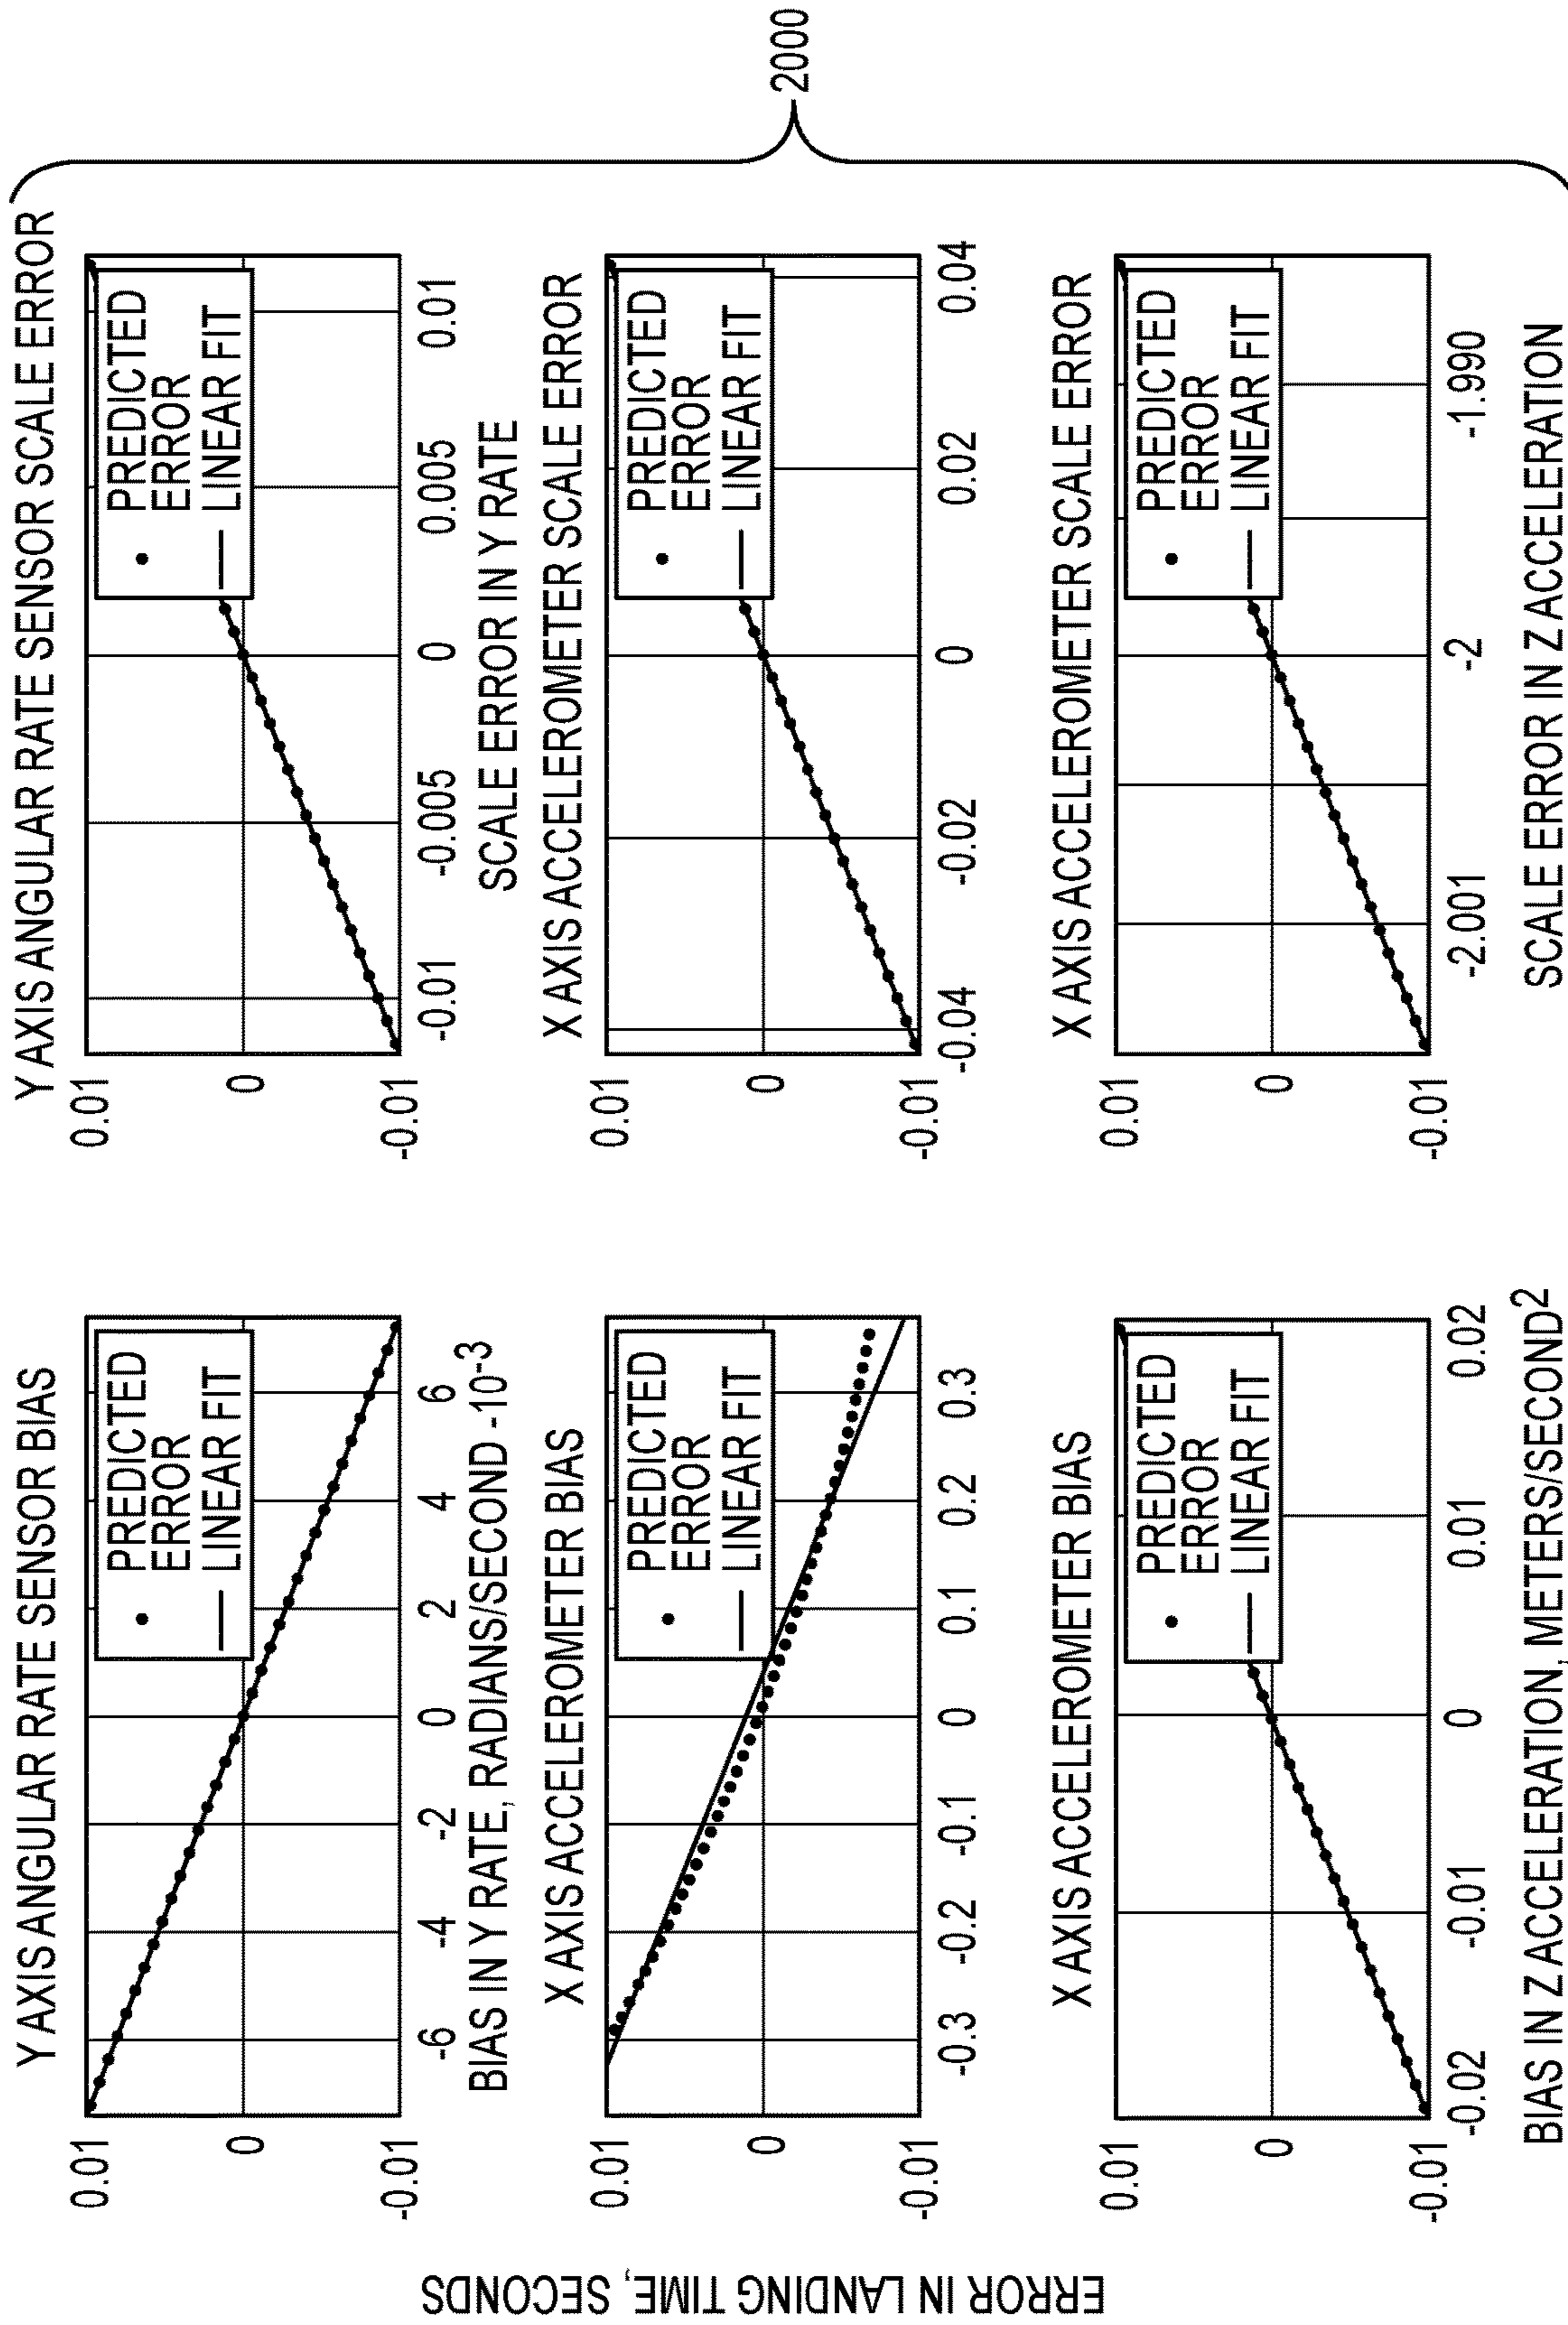 2000
ERROR IN LANDING TIME, SECONDS
Y AXIS ANGULAR RATE SENSOR BIAS
0.01
0
-0.01
PREDICTED
ERROR
LINEAR FIT
-6
-4
-2
0
2
4
6
BIAS IN Y RATE, RADIANS/SECOND -10-3
Y AXIS ANGULAR RATE SENSOR SCALE ERROR
0.01
0
-0.01
PREDICTED
ERROR
LINEAR FIT
-0.01
-0.005
0
0.005
0.01
SCALE ERROR IN Y RATE
X AXIS ACCELEROMETER BIAS
0.01
0
-0.01
PREDICTED
ERROR
LINEAR FIT
-0.3
-0.2
-0.1
0
0.1
0.2
0.3
X AXIS ACCELEROMETER SCALE ERROR
0.01
0
-0.01
PREDICTED
ERROR
LINEAR FIT
-0.04
-0.02
0
0.02
0.04
X AXIS ACCELEROMETER BIAS
0.01
0
-0.01
PREDICTED
ERROR
LINEAR FIT
-0.02
-0.01
0
0.01
0.02
BIAS IN Z ACCELERATION, METERS/SECOND2
X AXIS ACCELEROMETER SCALE ERROR
0.01
0
-0.01
PREDICTED
ERROR
LINEAR FIT
-2.001
-2
-1.990
SCALE ERROR IN Z ACCELERATION